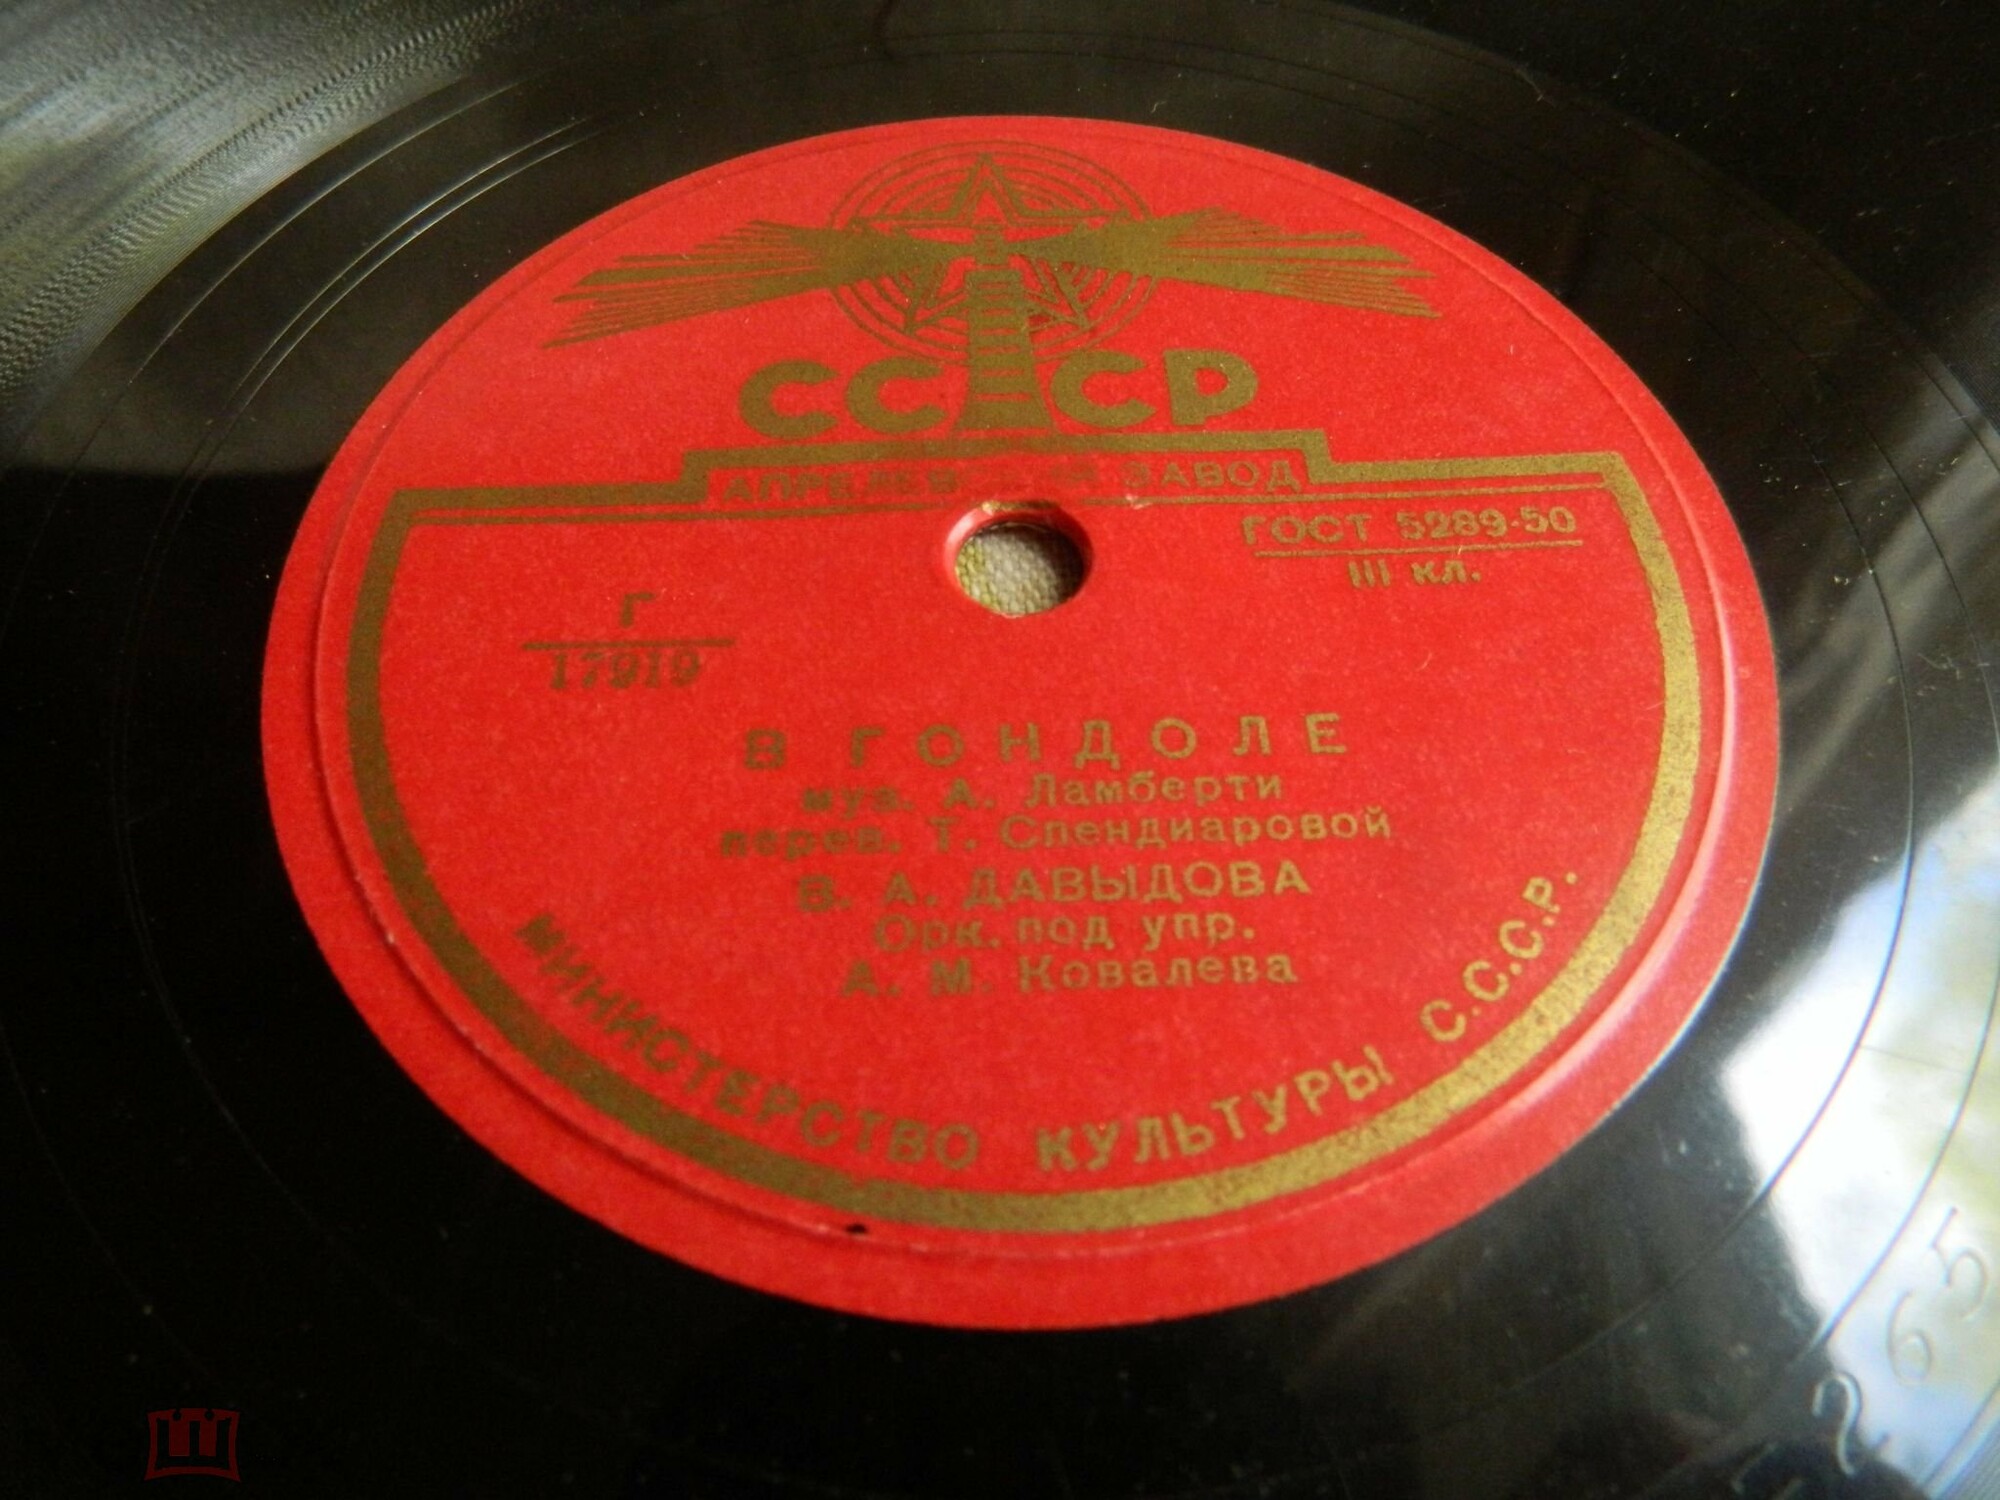 СССР
АПРЕЛЕВСКИЙ ЗАВОД
ГОСТ 5289-50
III кл.
Г
17919
В ГОНДОЛЕ
муз. А. Ламберти
перев. Т. Спендиаровой
В. А. ДАВЫДОВА
Орк. под упр.
А. М. Ковалева
МИНИСТЕРСТВО КУЛЬТУРЫ С.С.С.Р.
265